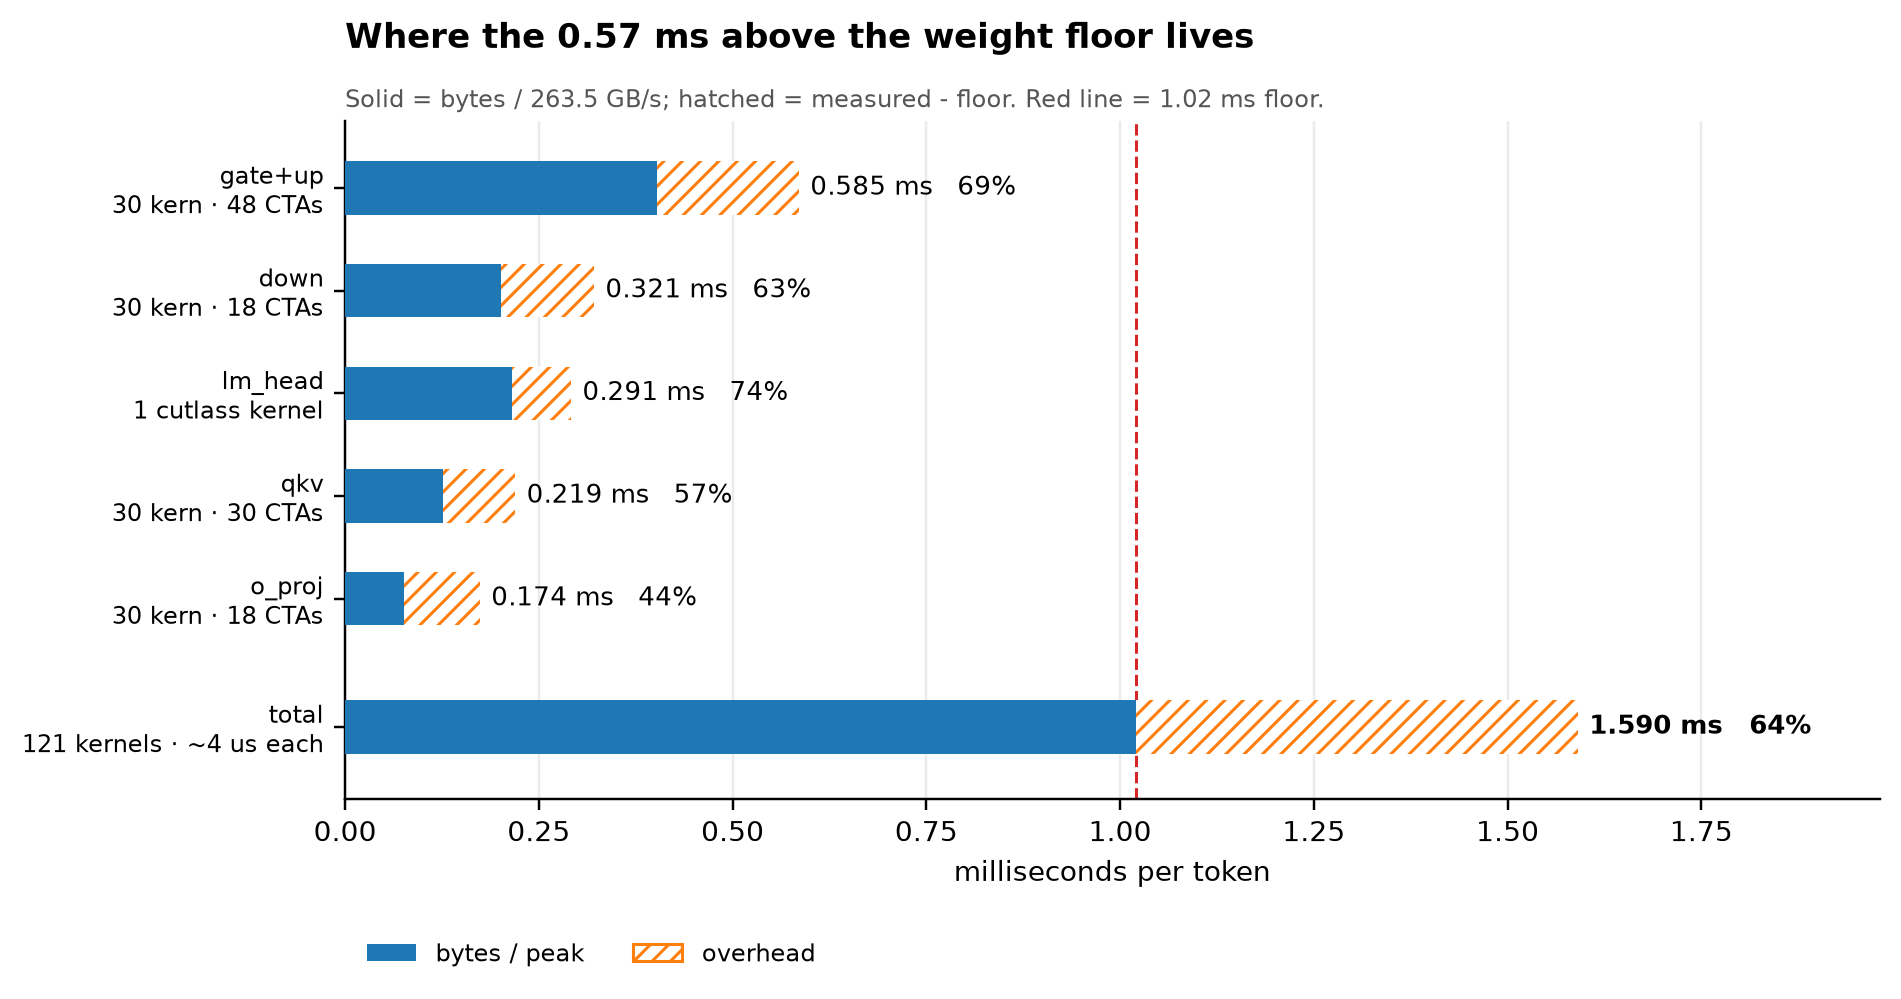 Where the 0.57 ms above the weight floor lives
Solid = bytes / 263.5 GB/s; hatched = measured - floor. Red line = 1.02 ms floor.
gate+up
30 kern · 48 CTAs
0.585 ms 69%
down
30 kern · 18 CTAs
0.321 ms 63%
lm_head
1 cutlass kernel
0.291 ms 74%
qkv
30 kern · 30 CTAs
0.219 ms 57%
o_proj
30 kern · 18 CTAs
0.174 ms 44%
total
121 kernels · ~4 us each
1.590 ms 64%
0.00 0.25 0.50 0.75 1.00 1.25 1.50 1.75
milliseconds per token
bytes / peak overhead